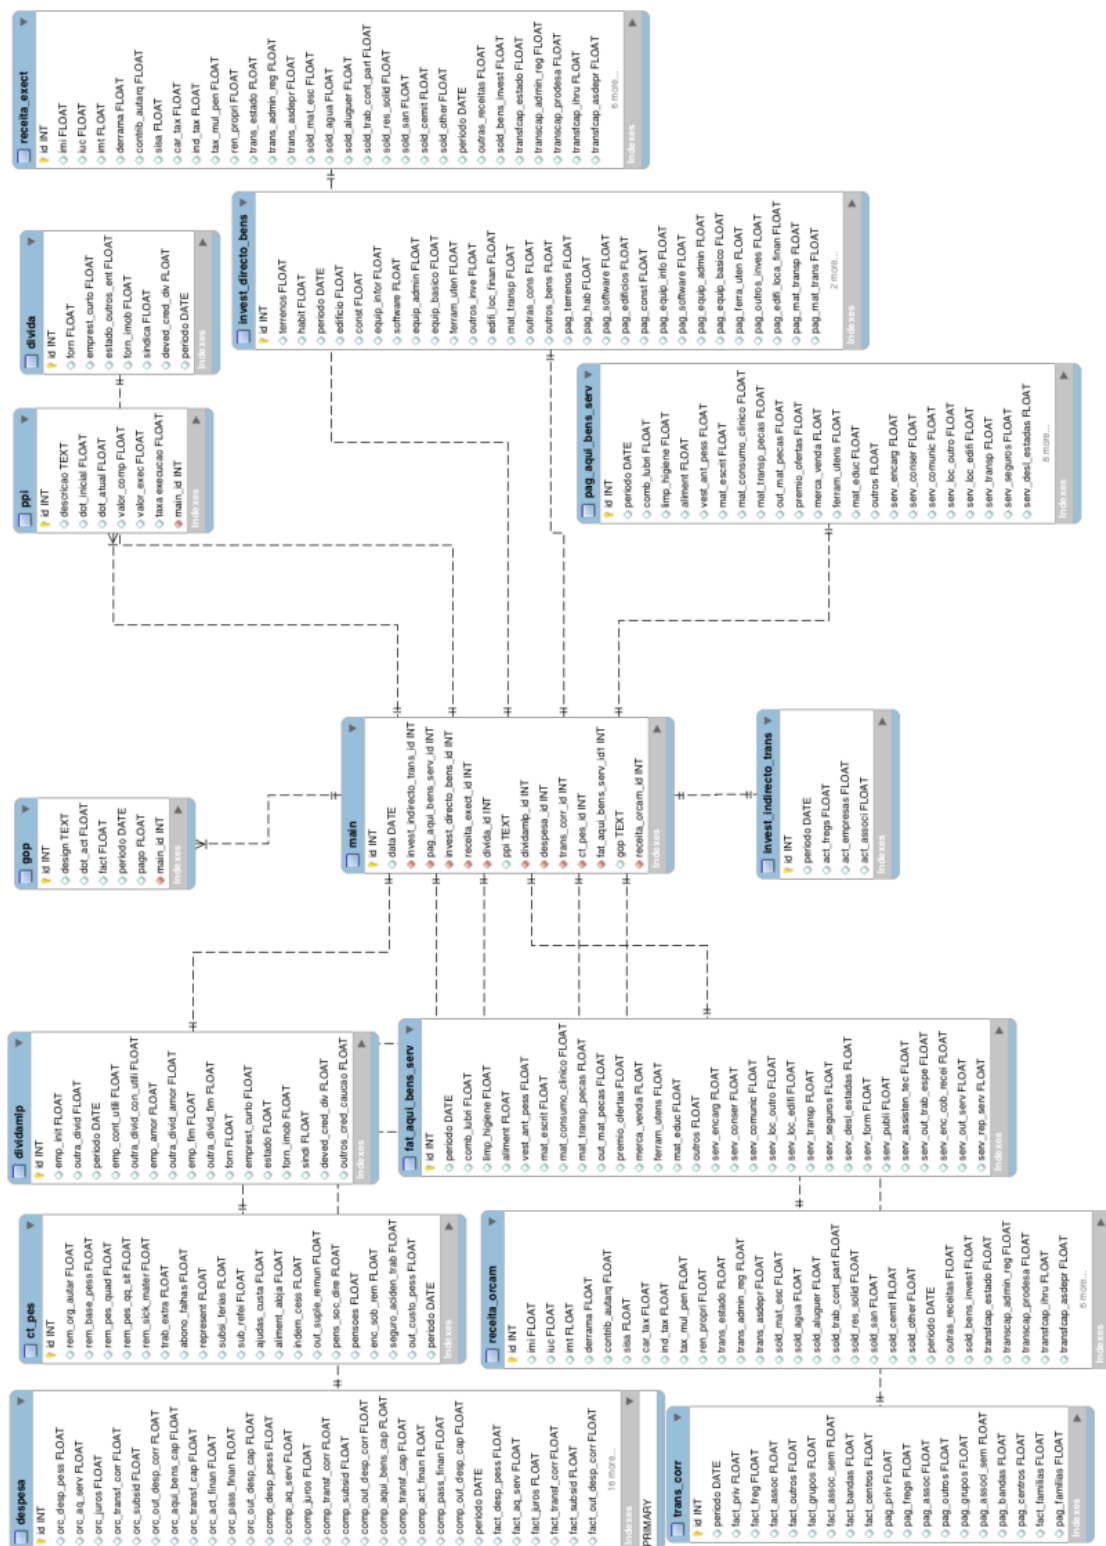 despesa
id INT
orc_desp_pess FLOAT
orc_aq_serv FLOAT
orc_juros FLOAT
orc_transf_corr FLOAT
orc_subsid FLOAT
orc_out_desp_corr FLOAT
orc_aqui_bens_cap FLOAT
orc_transf_cap FLOAT
orc_act_finan FLOAT
orc_pass_finan FLOAT
orc_out_desp_cap FLOAT
comp_desp_pess FLOAT
comp_aq_serv FLOAT
comp_juros FLOAT
comp_transf_corr FLOAT
comp_subsid FLOAT
comp_out_desp_corr FLOAT
comp_aqui_bens_cap FLOAT
comp_transf_cap FLOAT
comp_act_finan FLOAT
comp_pass_finan FLOAT
comp_out_desp_cap FLOAT
periodo DATE
fact_desp_pess FLOAT
fact_aq_serv FLOAT
fact_juros FLOAT
fact_transf_corr FLOAT
fact_subsid FLOAT
fact_out_desp_corr FLOAT
16 more...
Indexes
PRIMARY
ct_pes
id INT
rem_org_autar FLOAT
rem_base_pess FLOAT
rem_pes_quad FLOAT
rem_pes_qq_sit FLOAT
rem_sick_mater FLOAT
trab_extra FLOAT
abono_falhas FLOAT
represent FLOAT
subsi_ferias FLOAT
sub_refei FLOAT
ajudas_custa FLOAT
aliment_aloja FLOAT
indem_cess FLOAT
out_suple_remun FLOAT
pens_soc_dire FLOAT
pensoes FLOAT
enc_sob_rem FLOAT
seguro_aciden_trab FLOAT
out_custo_pess FLOAT
periodo DATE
Indexes
dividamlp
id INT
emp_init FLOAT
outra_divid FLOAT
periodo DATE
emp_cont_util FLOAT
outra_divid_con_util FLOAT
emp_amor FLOAT
outra_divid_amor FLOAT
emp_fim FLOAT
outra_divid_fim FLOAT
forn FLOAT
emprest_curto FLOAT
estado FLOAT
forn_imob FLOAT
sindi FLOAT
deved_cred_div FLOAT
outros_cred_caucao FLOAT
Indexes
gop
id INT
design TEXT
dot_act FLOAT
fact FLOAT
periodo DATE
pago FLOAT
main_id INT
Indexes
ppi
id INT
descricao TEXT
dot_inicial FLOAT
dot_atual FLOAT
valor_comp FLOAT
valor_exec FLOAT
taxa execucao FLOAT
main_id INT
Indexes
divida
id INT
forn FLOAT
emprest_curto FLOAT
estado_outros_ent FLOAT
forn_imob FLOAT
sindica FLOAT
deved_cred_div FLOAT
periodo DATE
Indexes
receita_exect
id INT
imi FLOAT
iuc FLOAT
imt FLOAT
derrama FLOAT
contrib_autarq FLOAT
sisa FLOAT
car_tax FLOAT
ind_tax FLOAT
tax_mul_pen FLOAT
ren_propri FLOAT
trans_estado FLOAT
trans_admin_reg FLOAT
trans_asdepr FLOAT
sold_mat_esc FLOAT
sold_agua FLOAT
sold_aluguer FLOAT
sold_trab_cont_part FLOAT
sold_res_solid FLOAT
sold_san FLOAT
sold_cemit FLOAT
sold_other FLOAT
periodo DATE
outras_receitas FLOAT
sold_bens_invest FLOAT
transfcap_estado FLOAT
transcap_admin_reg FLOAT
transcap_prodesa FLOAT
transfcap_ihru FLOAT
transfcap_asdepr FLOAT
6 more...
Indexes
trans_corr
id INT
periodo DATE
fact_priv FLOAT
fact_freg FLOAT
fact_assoc FLOAT
fact_outros FLOAT
fact_grupos FLOAT
fact_assoc_sem FLOAT
fact_bandas FLOAT
fact_centros FLOAT
pag_priv FLOAT
pag_fregs FLOAT
pag_assoc FLOAT
pag_outros FLOAT
pag_grupos FLOAT
pag_associ_sem FLOAT
pag_bandas FLOAT
pag_centros FLOAT
fact_familias FLOAT
pag_familias FLOAT
Indexes
receita_orcam
id INT
imi FLOAT
iuc FLOAT
imt FLOAT
derrama FLOAT
contrib_autarq FLOAT
sisa FLOAT
car_tax FLOAT
ind_tax FLOAT
tax_mul_pen FLOAT
ren_propri FLOAT
trans_estado FLOAT
trans_admin_reg FLOAT
trans_asdepr FLOAT
sold_mat_esc FLOAT
sold_agua FLOAT
sold_aluguer FLOAT
sold_trab_cont_part FLOAT
sold_res_solid FLOAT
sold_san FLOAT
sold_cemit FLOAT
sold_other FLOAT
periodo DATE
outras_receitas FLOAT
sold_bens_invest FLOAT
transfcap_estado FLOAT
transcap_admin_reg FLOAT
transcap_prodesa FLOAT
transfcap_ihru FLOAT
transfcap_asdepr FLOAT
6 more...
Indexes
fat_aqui_bens_serv
id INT
periodo DATE
comb_lubri FLOAT
limp_higiene FLOAT
aliment FLOAT
vest_ant_pess FLOAT
mat_escrit FLOAT
mat_consumo_clinico FLOAT
mat_transp_pecas FLOAT
out_mat_pecas FLOAT
premio_ofertas FLOAT
merca_venda FLOAT
ferram_utens FLOAT
mat_educ FLOAT
outros FLOAT
serv_encarg FLOAT
serv_conser FLOAT
serv_comunic FLOAT
serv_loc_outro FLOAT
serv_loc_edifi FLOAT
serv_transp FLOAT
serv_seguros FLOAT
serv_desl_estadas FLOAT
serv_form FLOAT
serv_publ FLOAT
serv_assisten_tec FLOAT
serv_out_trab_espe FLOAT
serv_enc_cob_recei FLOAT
serv_out_serv FLOAT
serv_rep_serv FLOAT
Indexes
main
id INT
data DATE
invest_indirecto_trans_id INT
pag_aqui_bens_serv_id INT
invest_directo_bens_id INT
receita_exect_id INT
divida_id INT
ppi TEXT
dividamlp_id INT
despesa_id INT
trans_corr_id INT
ct_pes_id INT
fat_aqui_bens_serv_id1 INT
gop TEXT
receita_orcam_id INT
Indexes
invest_directo_bens
id INT
terrenos FLOAT
habit FLOAT
periodo DATE
edificio FLOAT
const FLOAT
equip_infor FLOAT
software FLOAT
equip_admin FLOAT
equip_basico FLOAT
ferram_uten FLOAT
outros_inve FLOAT
edifi_loc_finan FLOAT
mat_transp FLOAT
outras_cons FLOAT
outros_bens FLOAT
pag_terrenos FLOAT
pag_hab FLOAT
pag_software FLOAT
pag_edificios FLOAT
pag_const FLOAT
pag_equip_info FLOAT
pag_software FLOAT
pag_equip_admin FLOAT
pag_equip_basico FLOAT
pag_ferra_uten FLOAT
pag_outros_inves FLOAT
pag_edifi_loca_finan FLOAT
pag_mat_transp FLOAT
pag_mat_trans FLOAT
2 more...
Indexes
invest_indirecto_trans
id INT
periodo DATE
act_fregs FLOAT
act_empresas FLOAT
act_associ FLOAT
Indexes
pag_aqui_bens_serv
id INT
periodo DATE
comb_lubri FLOAT
limp_higiene FLOAT
aliment FLOAT
vest_ant_pess FLOAT
mat_escrit FLOAT
mat_consumo_clinico FLOAT
mat_transp_pecas FLOAT
out_mat_pecas FLOAT
premio_ofertas FLOAT
merca_venda FLOAT
ferram_utens FLOAT
mat_educ FLOAT
outros FLOAT
serv_encarg FLOAT
serv_conser FLOAT
serv_comunic FLOAT
serv_loc_outro FLOAT
serv_loc_edifi FLOAT
serv_transp FLOAT
serv_seguros FLOAT
serv_desl_estadas FLOAT
8 more...
Indexes